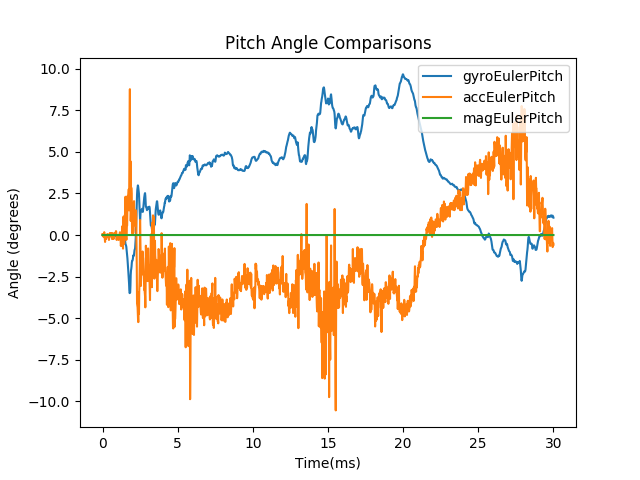 Pitch Angle Comparisons
gyroEulerPitch
accEulerPitch
magEulerPitch
Angle (degrees)
10.0
7.5
5.0
2.5
0.0
−2.5
−5.0
−7.5
−10.0
0 5 10 15 20 25 30
Time(ms)